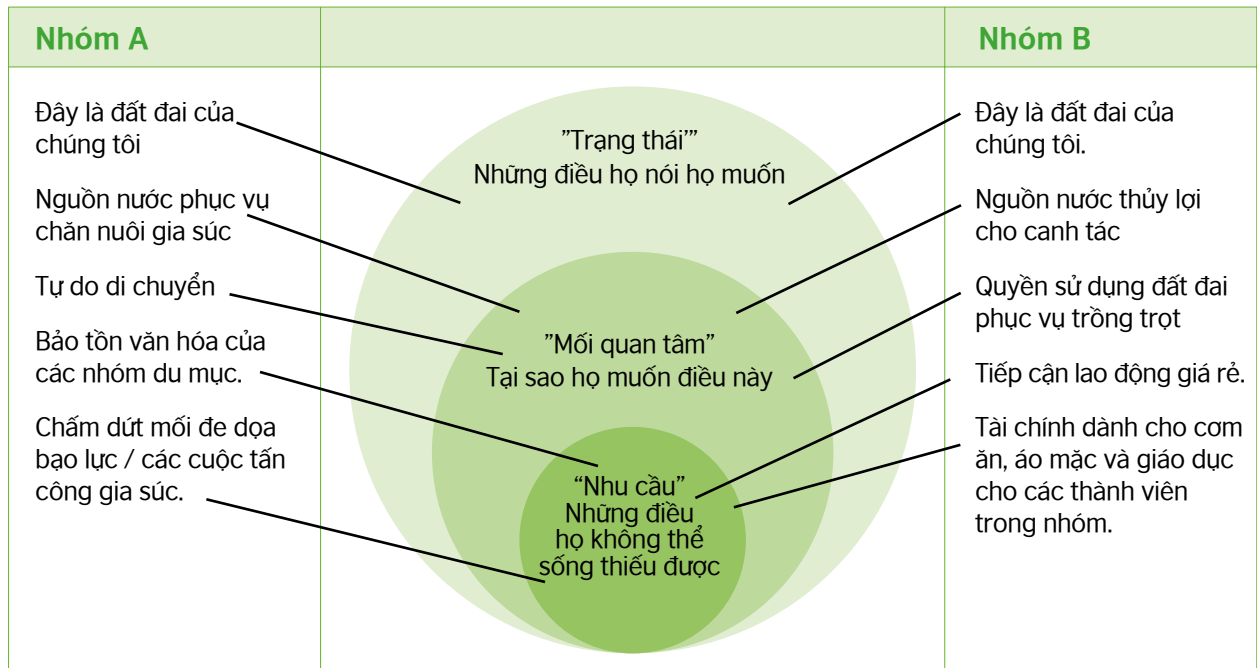 Nhóm A
Nhóm B
Đây là đất đai của
chúng tôi
Nguồn nước phục vụ
chăn nuôi gia súc
Tự do di chuyển
Bảo tồn văn hóa của
các nhóm du mục.
Chấm dứt mối đe dọa
bạo lực / các cuộc tấn
công gia súc.
”Trạng thái’”
Những điều họ nói họ muốn
”Mối quan tâm”
Tại sao họ muốn điều này
“Nhu cầu”
Những điều
họ không thể
sống thiếu được
Đây là đất đai của
chúng tôi.
Nguồn nước thủy lợi
cho canh tác
Quyền sử dụng đất đai
phục vụ trồng trọt
Tiếp cận lao động giá rẻ.
Tài chính dành cho cơm
ăn, áo mặc và giáo dục
cho các thành viên
trong nhóm.